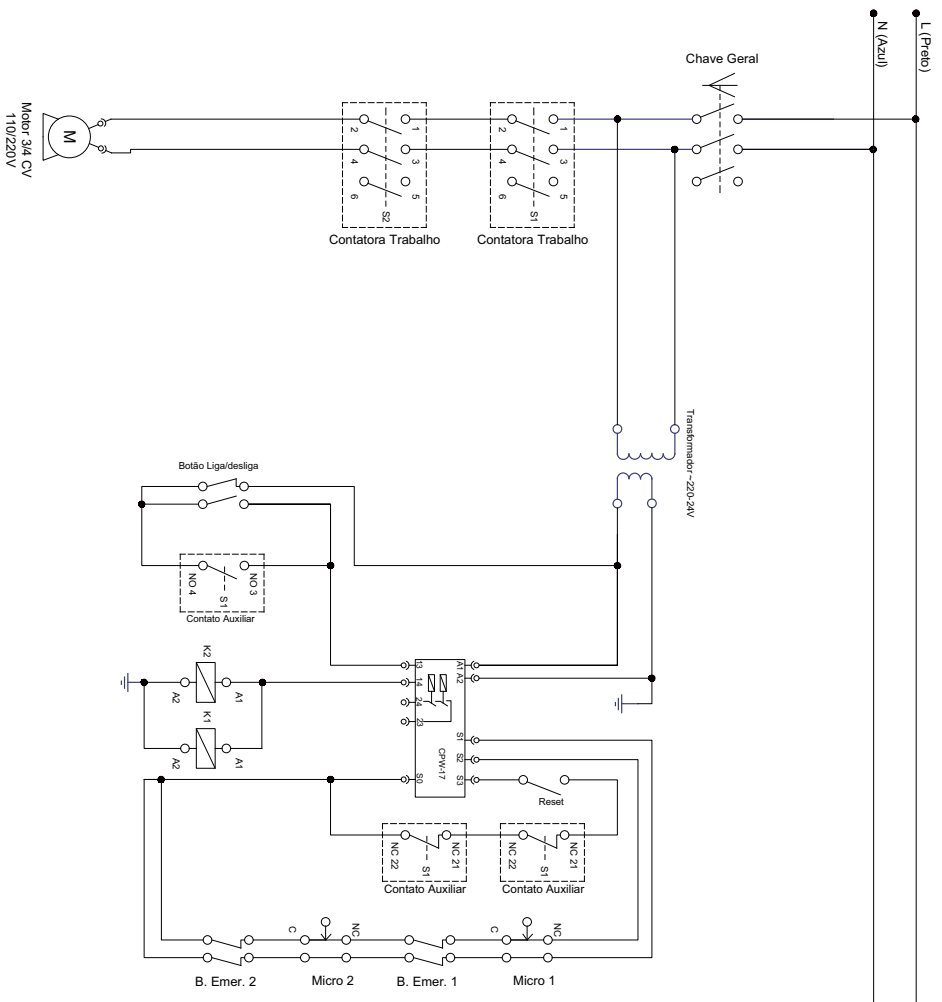 L (Preto)
N (Azul)
Chave Geral
1
2
3
4
5
6
S2
Contatora Trabalho
1
2
3
4
5
6
S1
Contatora Trabalho
M
Motor 3/4 CV
110/220V
Transformador ~220-24V
Botão Liga/desliga
NO 4
NO 3
S1
Contato Auxiliar
K2
A2
A1
K1
A2
A1
13
14
24
23
S0
A1
A2
S1
S2
S3
CPW-17
Reset
NC 22
NC 21
S1
Contato Auxiliar
NC 22
NC 21
S1
Contato Auxiliar
C
NC
C
NC
B. Emer. 2
Micro 2
B. Emer. 1
Micro 1